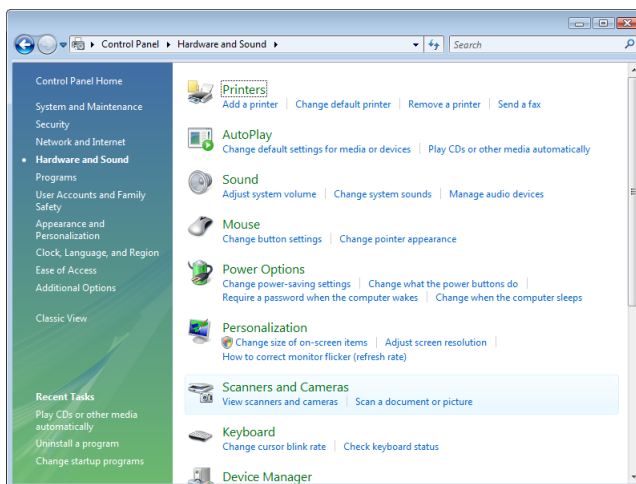 Control Panel ▸ Hardware and Sound ▸
Search
Control Panel Home
System and Maintenance
Security
Network and Internet
• Hardware and Sound
Programs
User Accounts and Family
Safety
Appearance and
Personalization
Clock, Language, and Region
Ease of Access
Additional Options
Classic View
Recent Tasks
Play CDs or other media
automatically
Uninstall a program
Change startup programs
Printers
Add a printer | Change default printer | Remove a printer | Send a fax
AutoPlay
Change default settings for media or devices | Play CDs or other media automatically
Sound
Adjust system volume | Change system sounds | Manage audio devices
Mouse
Change button settings | Change pointer appearance
Power Options
Change power-saving settings | Change what the power buttons do |
Require a password when the computer wakes | Change when the computer sleeps
Personalization
Change size of on-screen items | Adjust screen resolution |
How to correct monitor flicker (refresh rate)
Scanners and Cameras
View scanners and cameras | Scan a document or picture
Keyboard
Change cursor blink rate | Check keyboard status
Device Manager